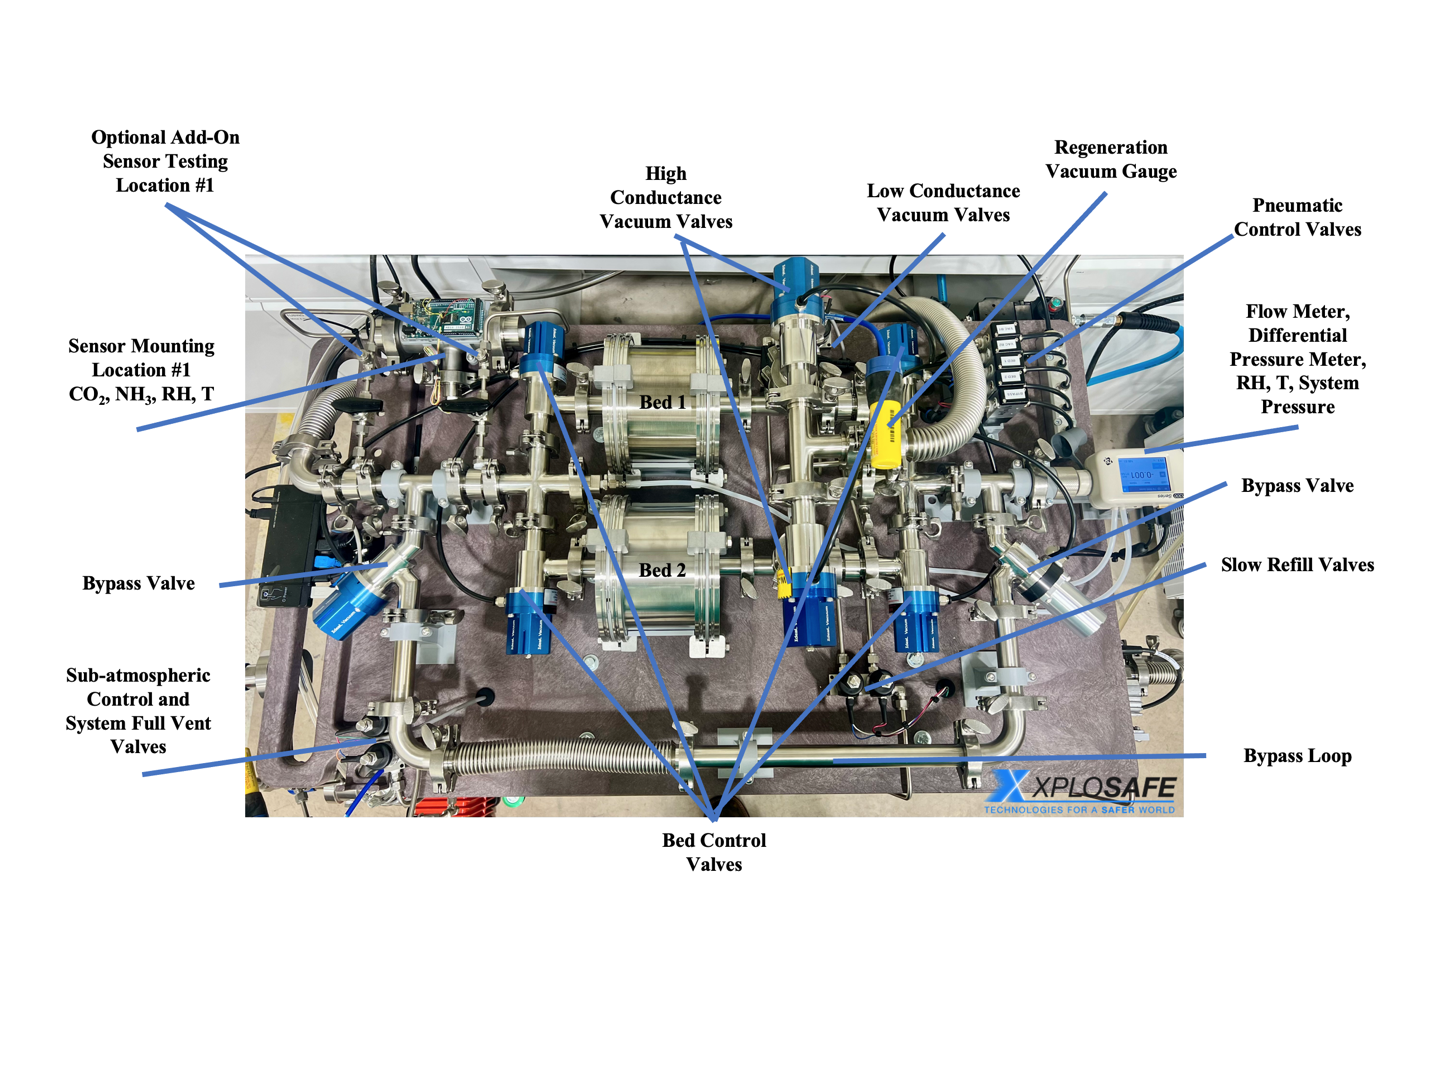 Optional Add-On
Sensor Testing
Location #1
High
Conductance
Vacuum Valves
Low Conductance
Vacuum Valves
Regeneration
Vacuum Gauge
Pneumatic
Control Valves
Sensor Mounting
Location #1
CO2, NH3, RH, T
Flow Meter,
Differential
Pressure Meter,
RH, T, System
Pressure
Bed 1
Bypass Valve
Bed 2
Slow Refill Valves
Bypass Valve
Sub-atmospheric
Control and
System Full Vent
Valves
Bypass Loop
XPLOSAFE
TECHNOLOGIES FOR A SAFER WORLD
Bed Control
Valves